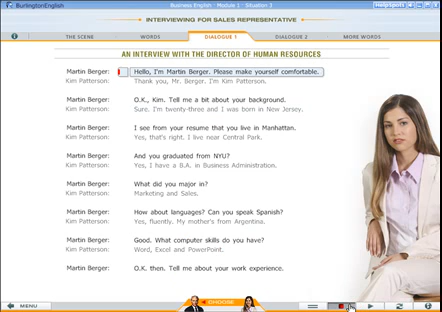 BurlingtonEnglish
Business English - Module 1 - Situation 2
HelpSpots
INTERVIEWING FOR SALES REPRESENTATIVE
THE SCENE
WORDS
DIALOGUE 1
DIALOGUE 2
MORE WORDS
AN INTERVIEW WITH THE DIRECTOR OF HUMAN RESOURCES
Martin Berger: Hello, I'm Martin Berger. Please make yourself comfortable.
Kim Patterson: Thank you, Mr. Berger. I'm Kim Patterson.
Martin Berger: O.K., Kim. Tell me a bit about your background.
Kim Patterson: Sure. I'm twenty-three and I was born in New Jersey.
Martin Berger: I see from your resume that you live in Manhattan.
Kim Patterson: Yes, that's right. I live near Central Park.
Martin Berger: And you graduated from NYU?
Kim Patterson: Yes, I have a B.A. in Business Administration.
Martin Berger: What did you major in?
Kim Patterson: Marketing and Sales.
Martin Berger: How about languages? Can you speak Spanish?
Kim Patterson: Yes, fluently. My mother's from Argentina.
Martin Berger: Good. What computer skills do you have?
Kim Patterson: Word, Excel and PowerPoint.
Martin Berger: O.K. then. Tell me about your work experience.
MENU
CHOOSE